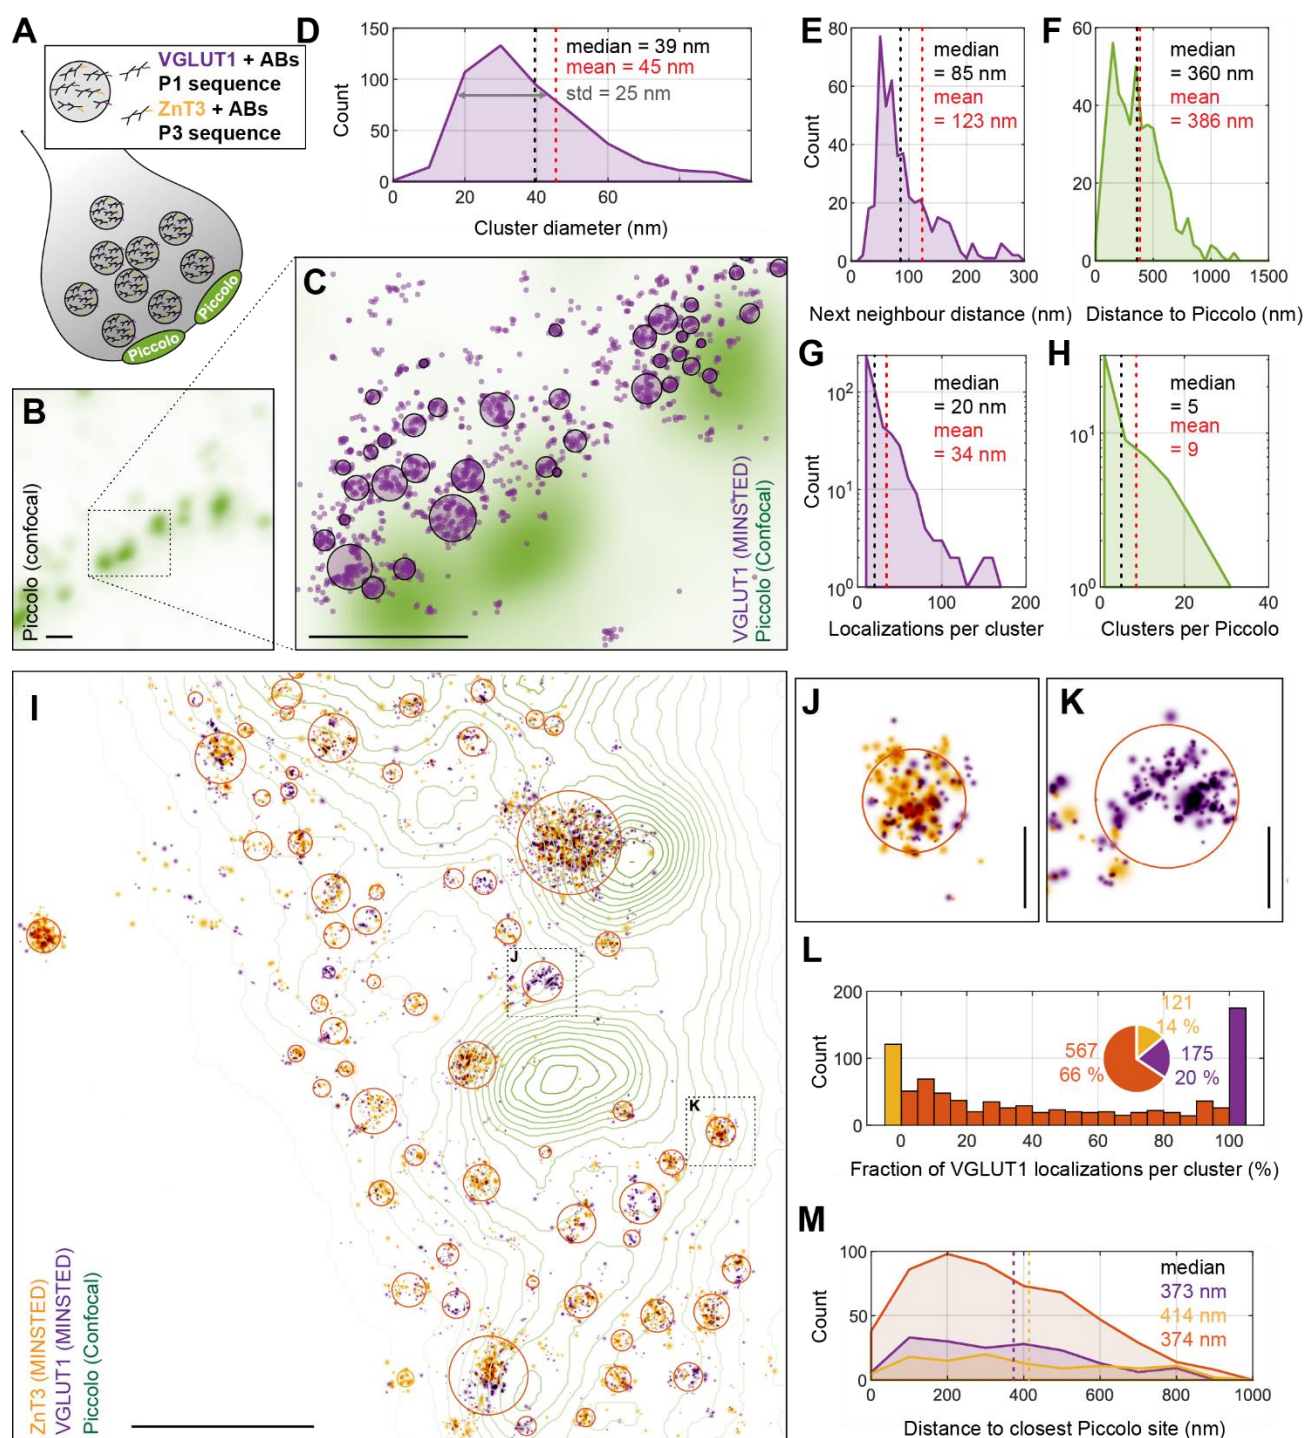 A
VGLUT1 + ABs
P1 sequence
ZnT3 + ABs
P3 sequence
Piccolo
Piccolo
B
Piccolo (confocal)
C
VGLUT1 (MINSTED)
Piccolo (Confocal)
D
median = 39 nm
mean = 45 nm
std = 25 nm
150
100
50
0
Count
0
20
40
60
Cluster diameter (nm)
E
median
= 85 nm
mean
= 123 nm
80
60
40
20
0
Count
0
100
200
300
Next neighbour distance (nm)
F
median
= 360 nm
mean
= 386 nm
60
40
20
0
0
500
1000
1500
Distance to Piccolo (nm)
G
median
= 20 nm
mean
= 34 nm
10²
10¹
10⁰
Count
0
100
200
Localizations per cluster
H
median
= 5
mean
= 9
10¹
10⁰
0
20
40
Clusters per Piccolo
I
J
K
ZnT3 (MINSTED)
VGLUT1 (MINSTED)
Piccolo (Confocal)
J
K
L
200
100
0
Count
121
14 %
567
66 %
175
20 %
0
20
40
60
80
100
Fraction of VGLUT1 localizations per cluster (%)
M
100
50
0
Count
median
373 nm
414 nm
374 nm
0
200
400
600
800
1000
Distance to closest Piccolo site (nm)